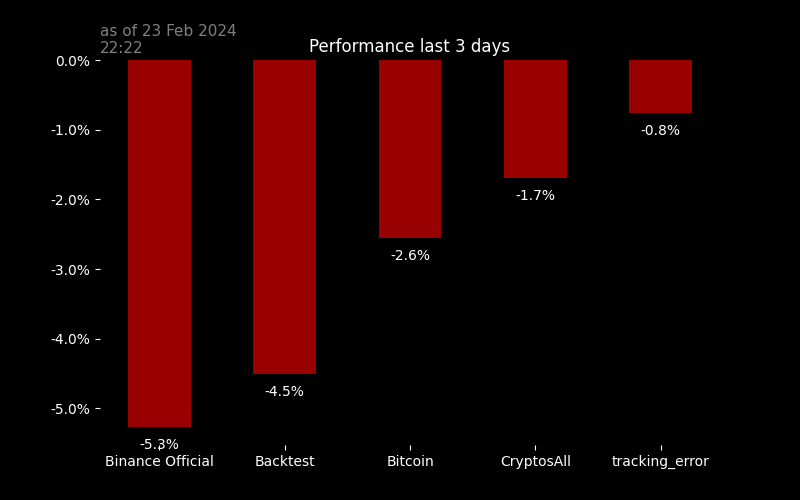 as of 23 Feb 2024
22:22
Performance last 3 days
0.0%
-1.0%
-2.0%
-3.0%
-4.0%
-5.0%
-5.3%
-4.5%
-2.6%
-1.7%
-0.8%
Binance Official
Backtest
Bitcoin
CryptosAll
tracking_error